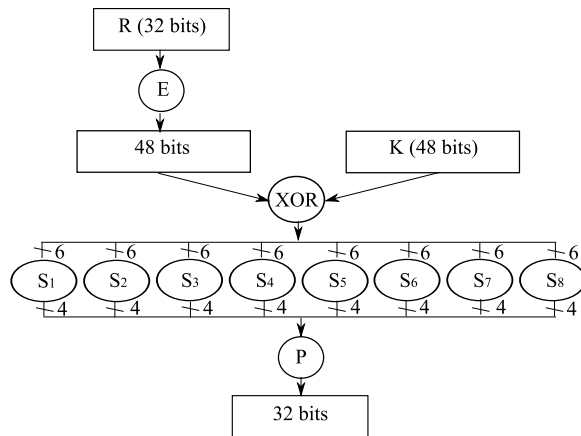 R (32 bits)
E
48 bits
K (48 bits)
XOR
6 6 6 6 6 6 6 6
S1 S2 S3 S4 S5 S6 S7 S8
4 4 4 4 4 4 4 4
P
32 bits